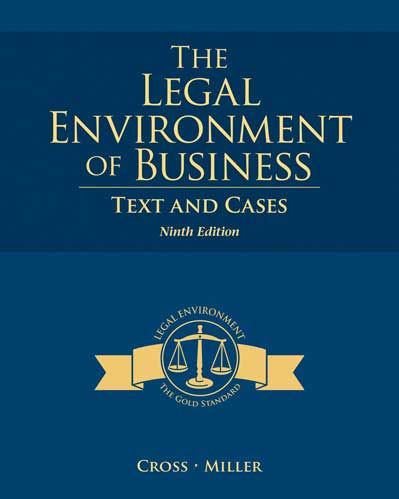 THE
LEGAL
ENVIRONMENT
OF BUSINESS
TEXT AND CASES
Ninth Edition
LEGAL ENVIRONMENT
THE GOLD STANDARD
CROSS · MILLER